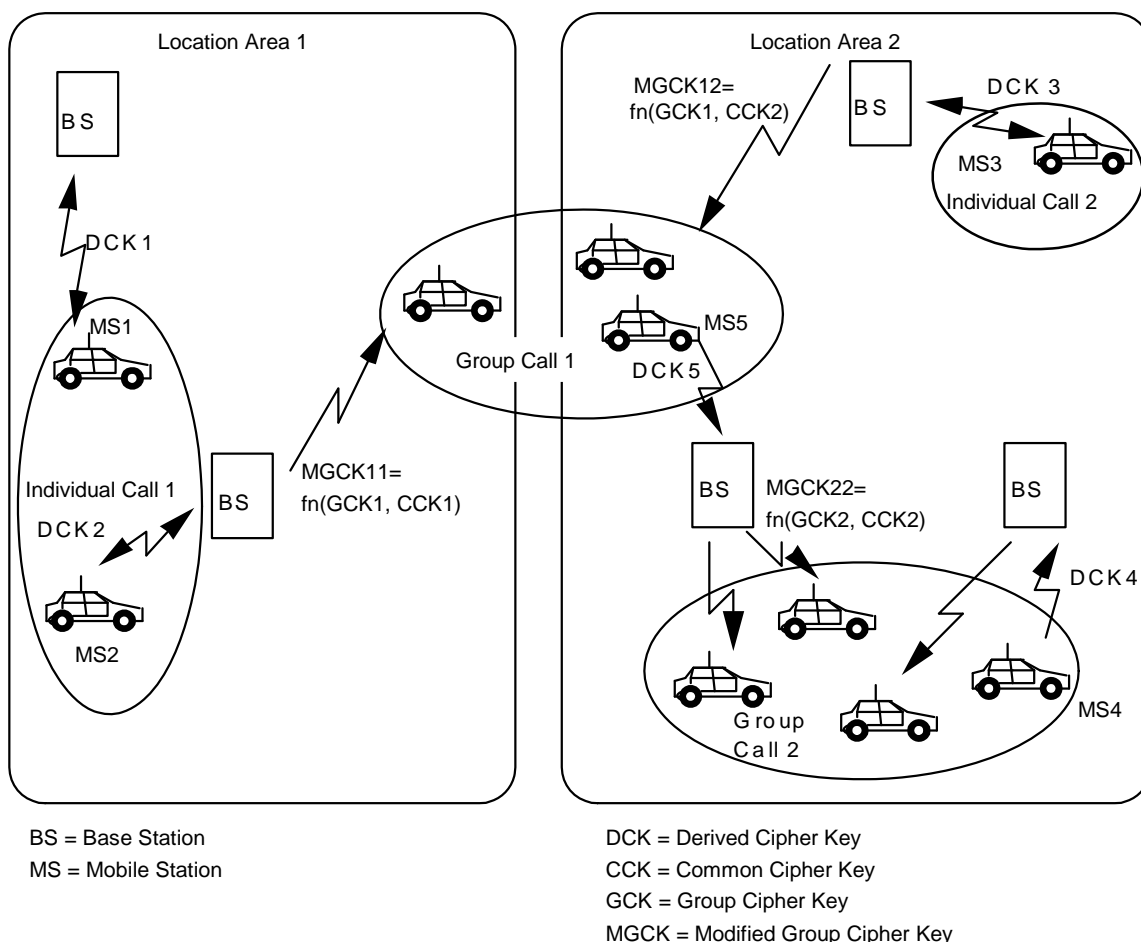 Location Area 1
BS
DCK1
MS1
Individual Call 1
DCK2
MS2
BS
MGCK11=
fn(GCK1, CCK1)
Group Call 1
Location Area 2
MGCK12=
fn(GCK1, CCK2)
BS
DCK 3
MS3
Individual Call 2
MS5
DCK5
BS
MGCK22=
fn(GCK2, CCK2)
BS
DCK4
MS4
Group
Call 2
BS = Base Station
MS = Mobile Station
DCK = Derived Cipher Key
CCK = Common Cipher Key
GCK = Group Cipher Key
MGCK = Modified Group Cipher Key